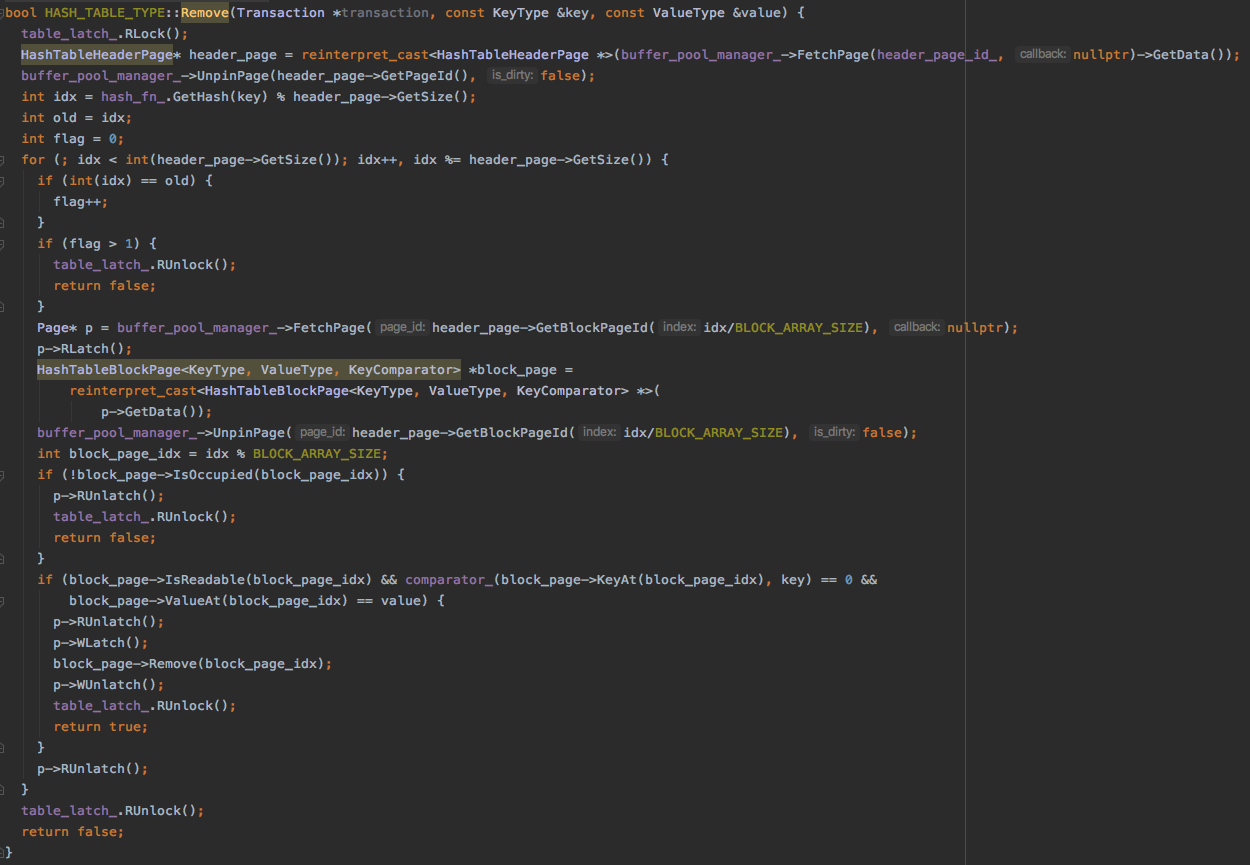 bool HASH_TABLE_TYPE::Remove(Transaction *transaction, const KeyType &key, const ValueType &value) {
table_latch_.RLock();
HashTableHeaderPage* header_page = reinterpret_cast<HashTableHeaderPage *>(buffer_pool_manager_->FetchPage(header_page_id_, callback: nullptr)->GetData());
buffer_pool_manager_->UnpinPage(header_page->GetPageId(), is_dirty: false);
int idx = hash_fn_.GetHash(key) % header_page->GetSize();
int old = idx;
int flag = 0;
for (; idx < int(header_page->GetSize()); idx++, idx %= header_page->GetSize()) {
if (int(idx) == old) {
flag++;
}
if (flag > 1) {
table_latch_.RUnlock();
return false;
}
Page* p = buffer_pool_manager_->FetchPage( page_id: header_page->GetBlockPageId( index: idx/BLOCK_ARRAY_SIZE), callback: nullptr);
p->RLatch();
HashTableBlockPage<KeyType, ValueType, KeyComparator> *block_page =
reinterpret_cast<HashTableBlockPage<KeyType, ValueType, KeyComparator> *>(
p->GetData());
buffer_pool_manager_->UnpinPage( page_id: header_page->GetBlockPageId( index: idx/BLOCK_ARRAY_SIZE), is_dirty: false);
int block_page_idx = idx % BLOCK_ARRAY_SIZE;
if (!block_page->IsOccupied(block_page_idx)) {
p->RUnlatch();
table_latch_.RUnlock();
return false;
}
if (block_page->IsReadable(block_page_idx) && comparator_(block_page->KeyAt(block_page_idx), key) == 0 &&
block_page->ValueAt(block_page_idx) == value) {
p->RUnlatch();
p->WLatch();
block_page->Remove(block_page_idx);
p->WUnlatch();
table_latch_.RUnlock();
return true;
}
p->RUnlatch();
}
table_latch_.RUnlock();
return false;
}